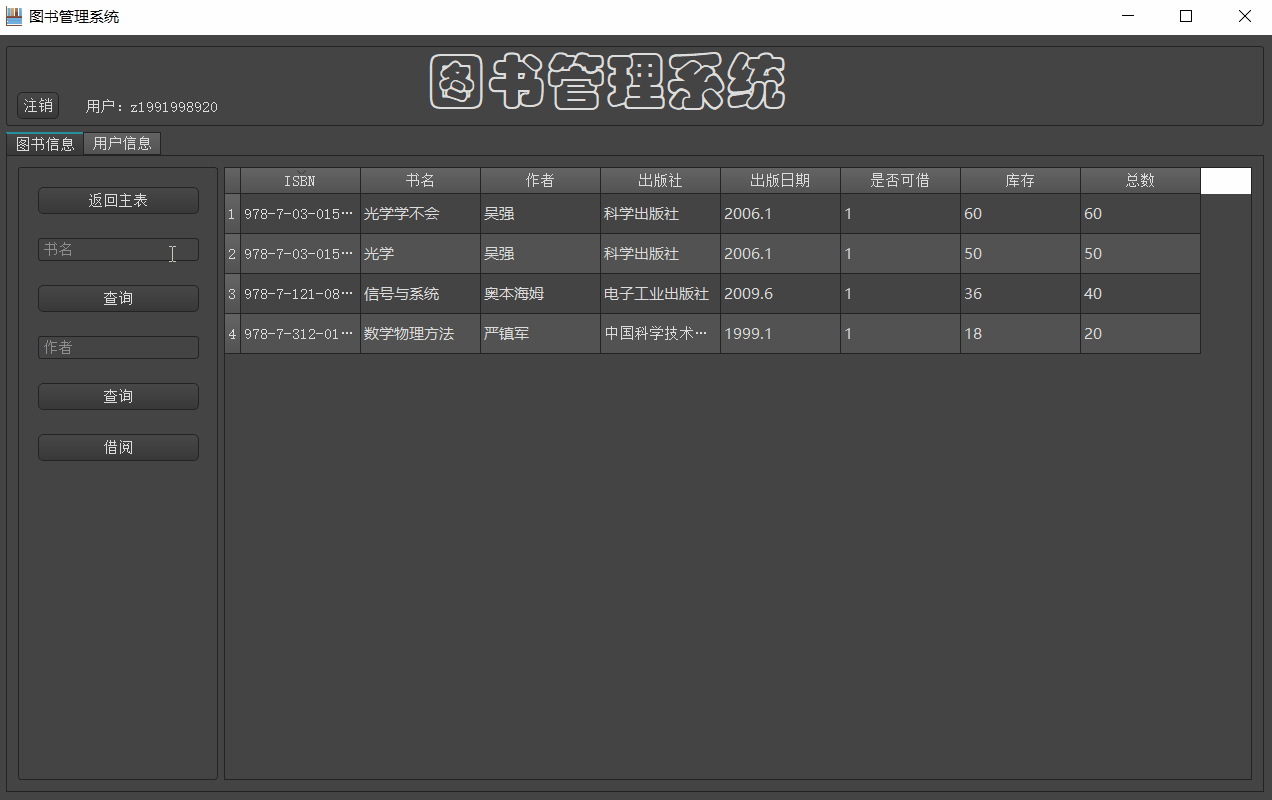 图书管理系统
图书管理系统
注销 用户：z1991998920
图书信息 用户信息
返回主表
书名
查询
作者
查询
借阅
ISBN 书名 作者 出版社 出版日期 是否可借 库存 总数
1 978-7-03-015… 光学学不会 吴强 科学出版社 2006.1 1 60 60
2 978-7-03-015… 光学 吴强 科学出版社 2006.1 1 50 50
3 978-7-121-08… 信号与系统 奥本海姆 电子工业出版社 2009.6 1 36 40
4 978-7-312-01… 数学物理方法 严镇军 中国科学技术… 1999.1 1 18 20